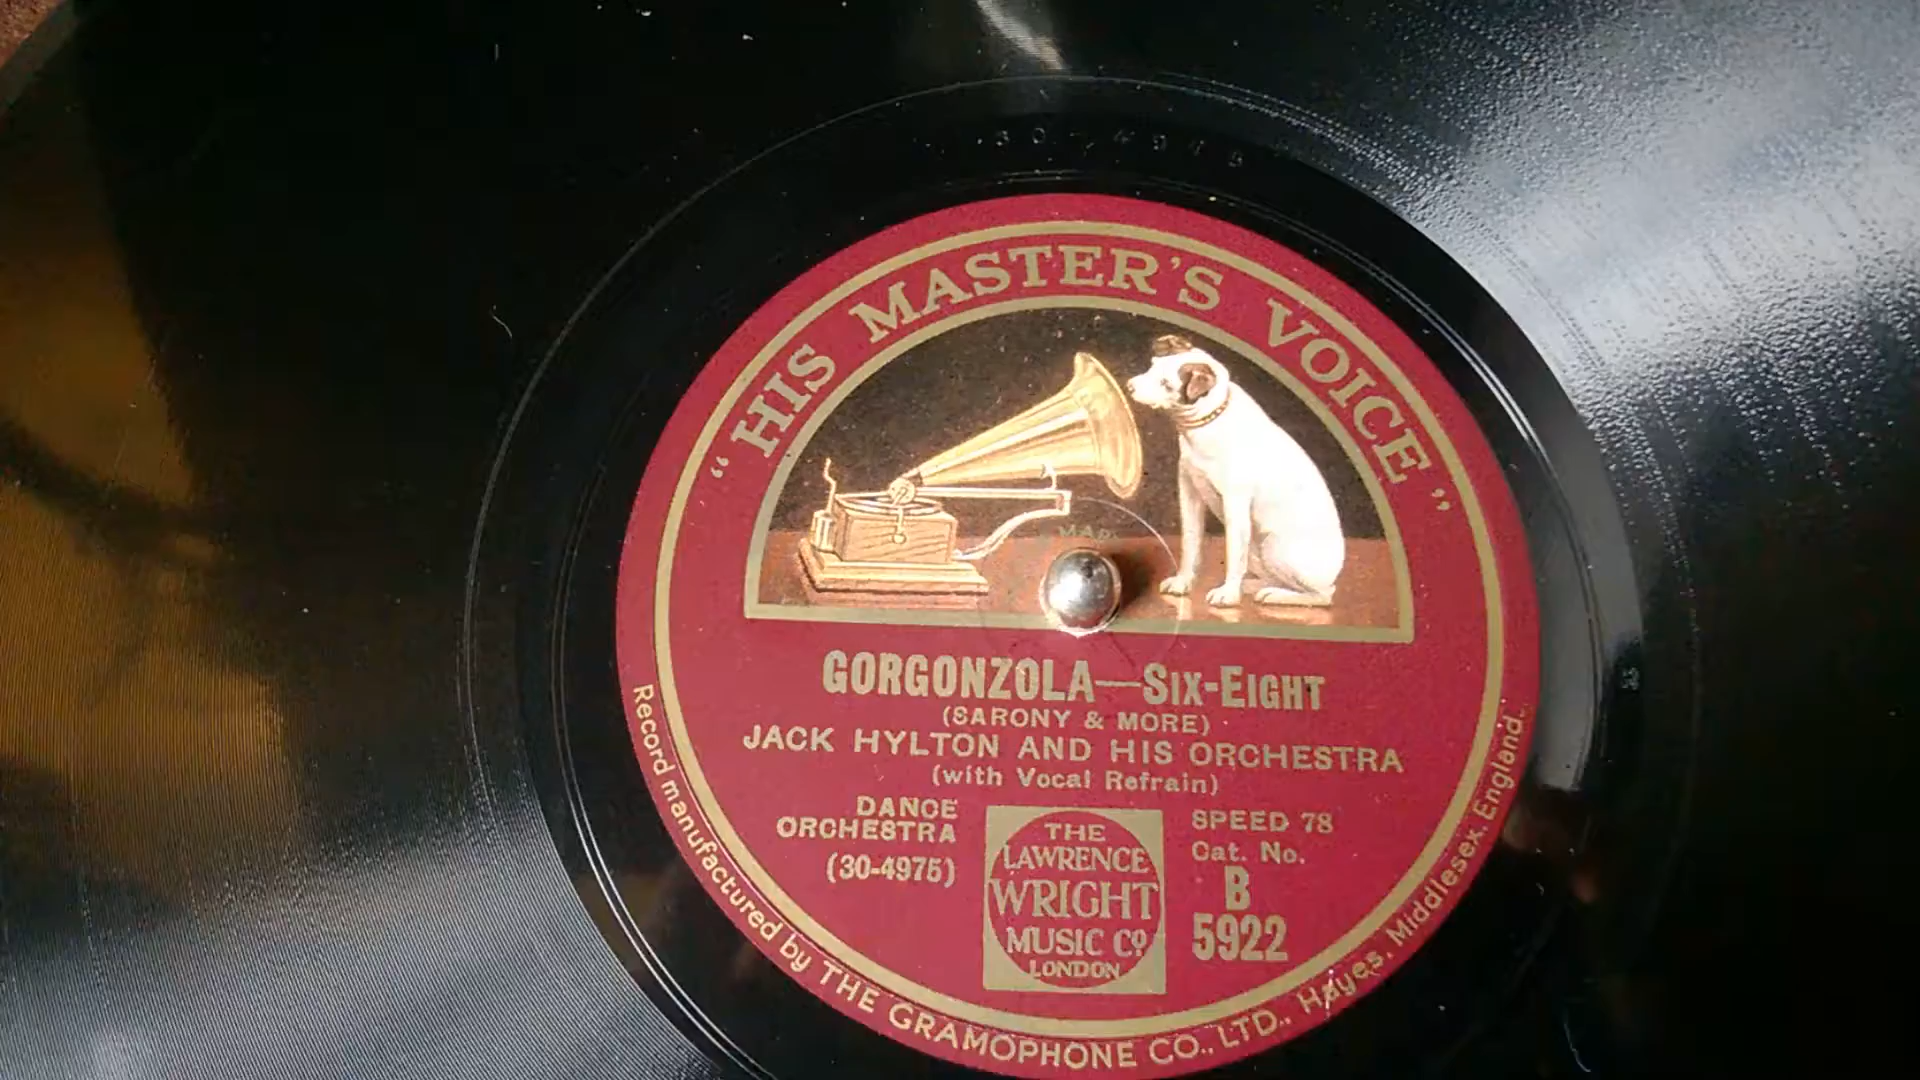 30-4975
“HIS MASTER'S VOICE”
GORGONZOLA—SIX-EIGHT
(SARONY & MORE)
JACK HYLTON AND HIS ORCHESTRA
(with Vocal Refrain)
DANCE
ORCHESTRA
(30-4975)
THE
LAWRENCE
WRIGHT
MUSIC CO
LONDON
SPEED 78
Cat. No.
B
5922
Record manufactured by THE GRAMOPHONE CO., LTD., Hayes, Middlesex, England.